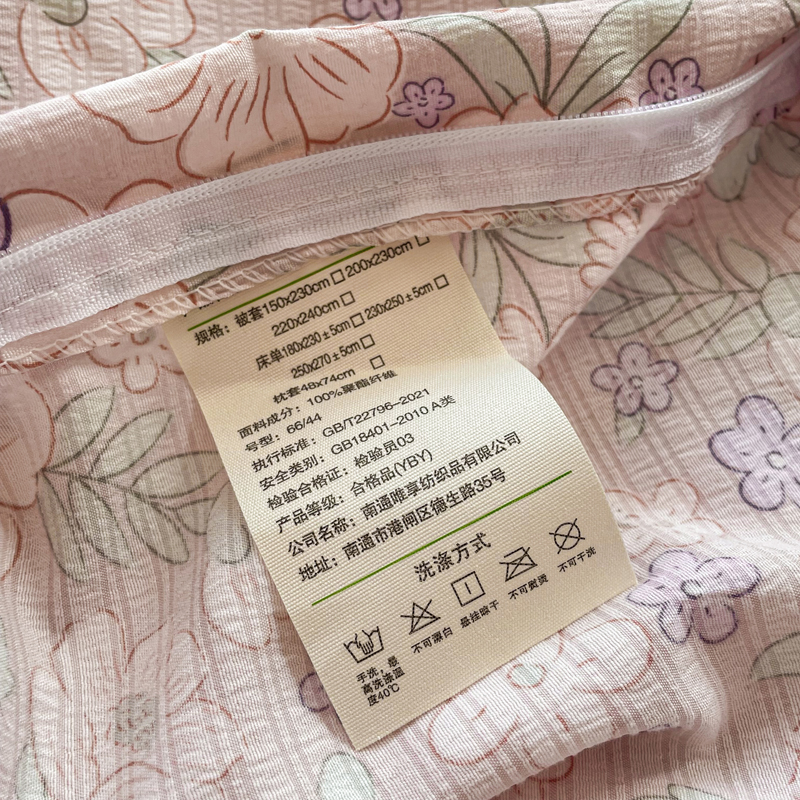 规格：被套150x230cm□ 200x230cm□
220x240cm□
床单180x230±5cm□ 230x250±5cm□
250x270±5cm□
枕套48x74cm □
面料成分：100%聚酯纤维
号型：66/44
执行标准：GB/T22796-2021
安全类别：GB18401-2010 A类
检验合格证：检验员03
产品等级：合格品(YBY)
公司名称：南通唯享纺织品有限公司
地址：南通市港闸区德生路35号
洗涤方式
手洗，最高洗涤温度40℃
不可漂白
悬挂晾干
不可熨烫
不可干洗